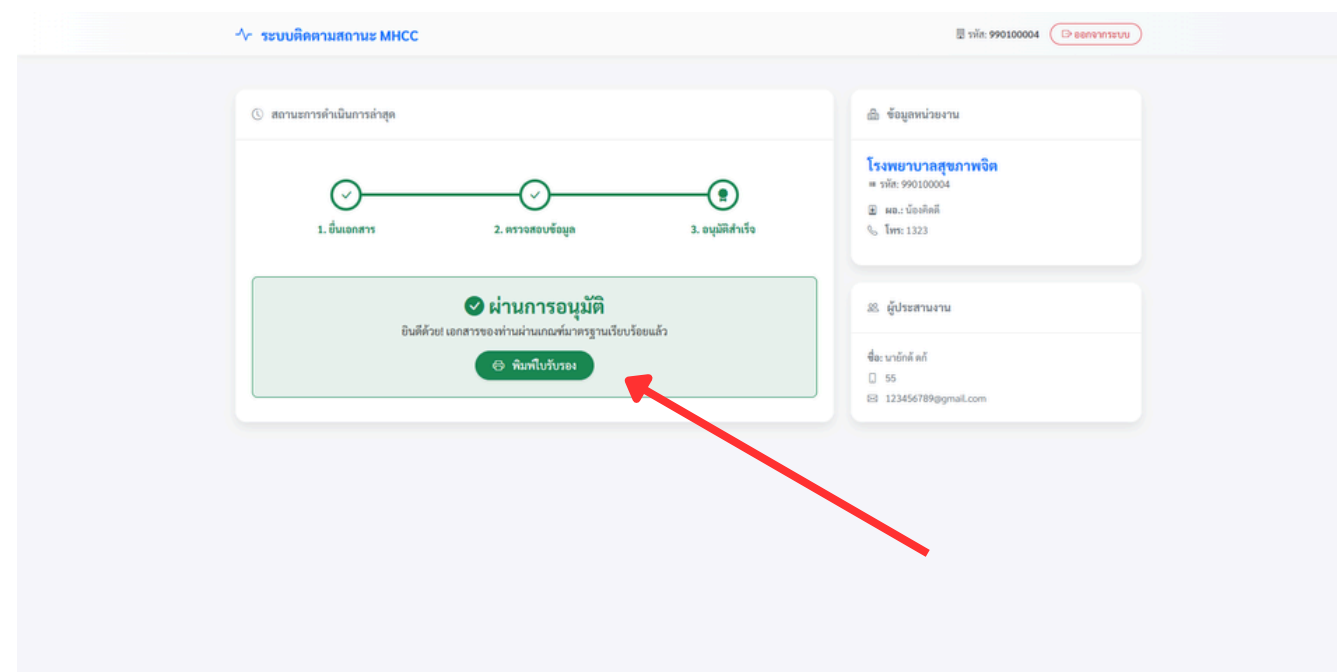 ระบบติดตามสถานะ MHCC
รหัส: 990100004
ออกจากระบบ
สถานะการดำเนินการล่าสุด
1. ยื่นเอกสาร
2. ตรวจสอบข้อมูล
3. อนุมัติสำเร็จ
ผ่านการอนุมัติ
ยินดีด้วย! เอกสารของท่านผ่านเกณฑ์มาตรฐานเรียบร้อยแล้ว
พิมพ์ใบรับรอง
ข้อมูลหน่วยงาน
โรงพยาบาลสุขภาพจิต
รหัส: 990100004
ผอ.: น้องคิดดี
โทร: 1323
ผู้ประสานงาน
ชื่อ:
55
123456789@gmail.com